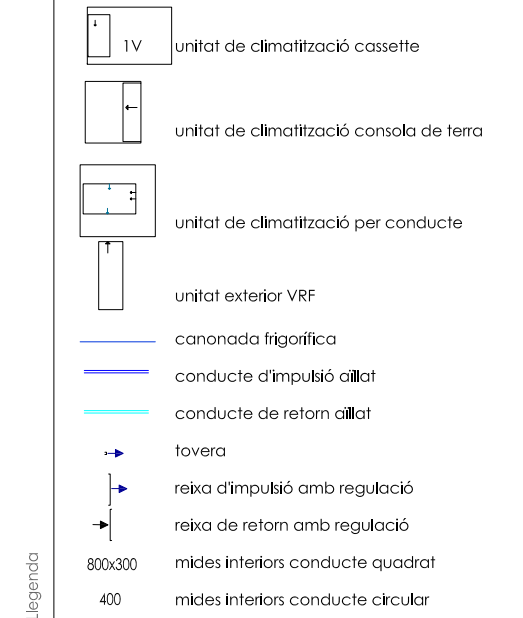 1V unitat de climatització cassette
unitat de climatització consola de terra
unitat de climatització per conducte
unitat exterior VRF
canonada frigorífica
conducte d'impulsió aïllat
conducte de retorn aïllat
tovera
reixa d'impulsió amb regulació
reixa de retorn amb regulació
800x300 mides interiors conducte quadrat
400 mides interiors conducte circular
Llegenda